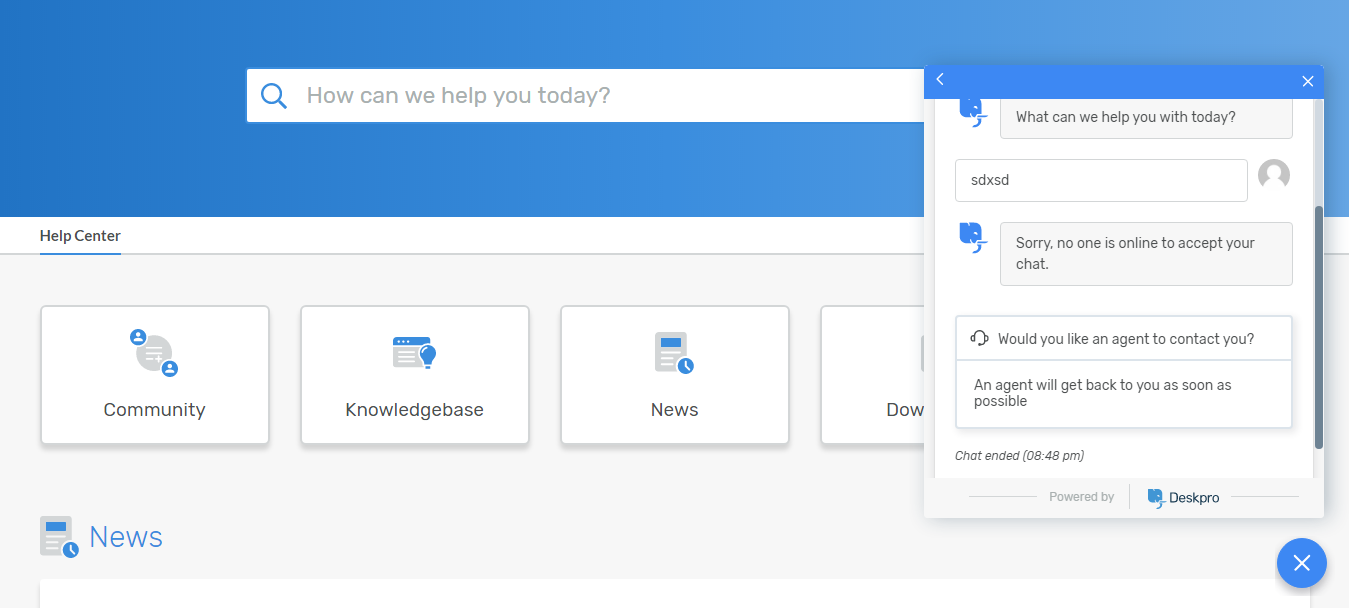 How can we help you today?
Help Center
Community
Knowledgebase
News
Dow
News
What can we help you with today?
sdxsd
Sorry, no one is online to accept your
chat.
Would you like an agent to contact you?
An agent will get back to you as soon as
possible
Chat ended (08:48 pm)
Powered by
Deskpro